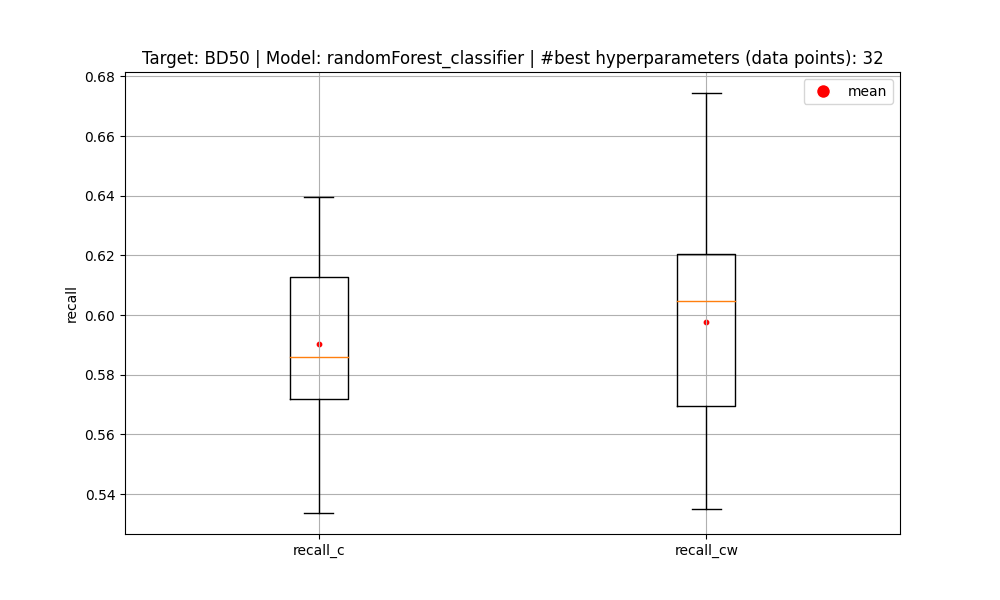 Target: BD50 | Model: randomForest_classifier | #best hyperparameters (data points): 32
mean
0.68
0.66
0.64
0.62
0.60
0.58
0.56
0.54
recall
recall_c
recall_cw